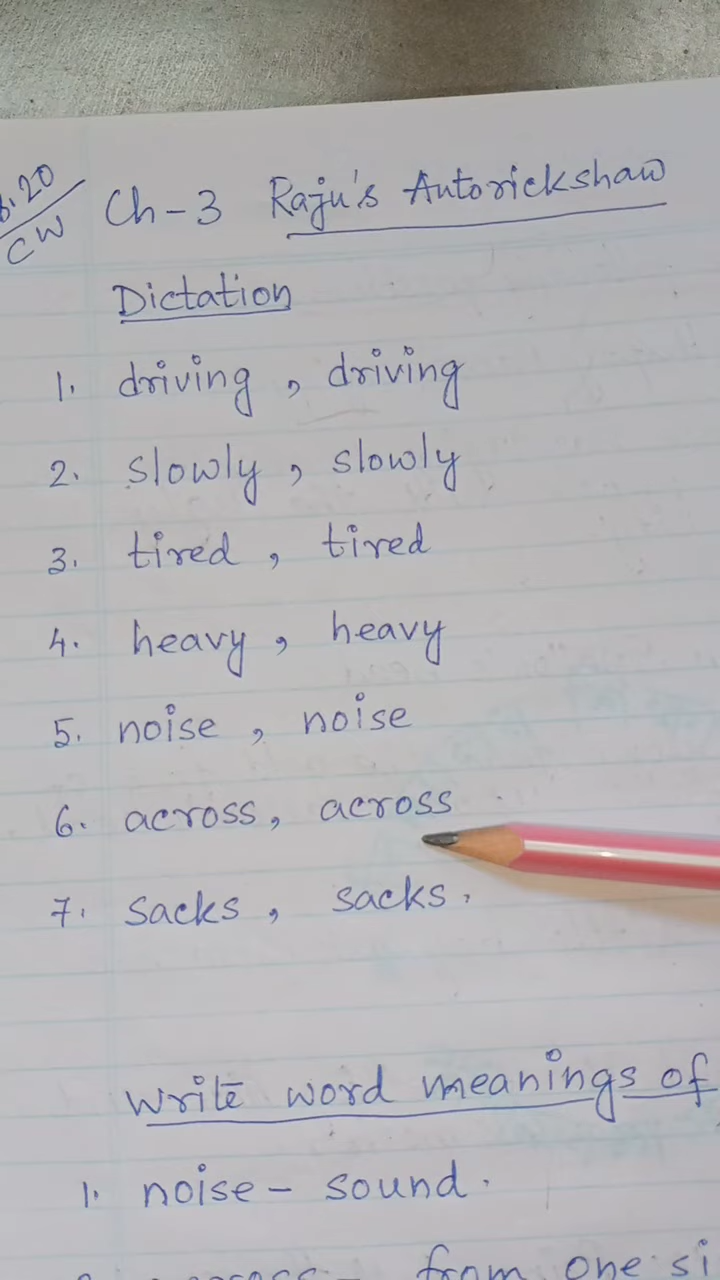 Ch-3 Raju's Autorickshaw
CW
Dictation
1. driving, driving
2. slowly, slowly
3. tired, tired
4. heavy, heavy
5. noise, noise
6. across, across
7. sacks, sacks.
Write word meanings of
1. noise - sound.
from one si